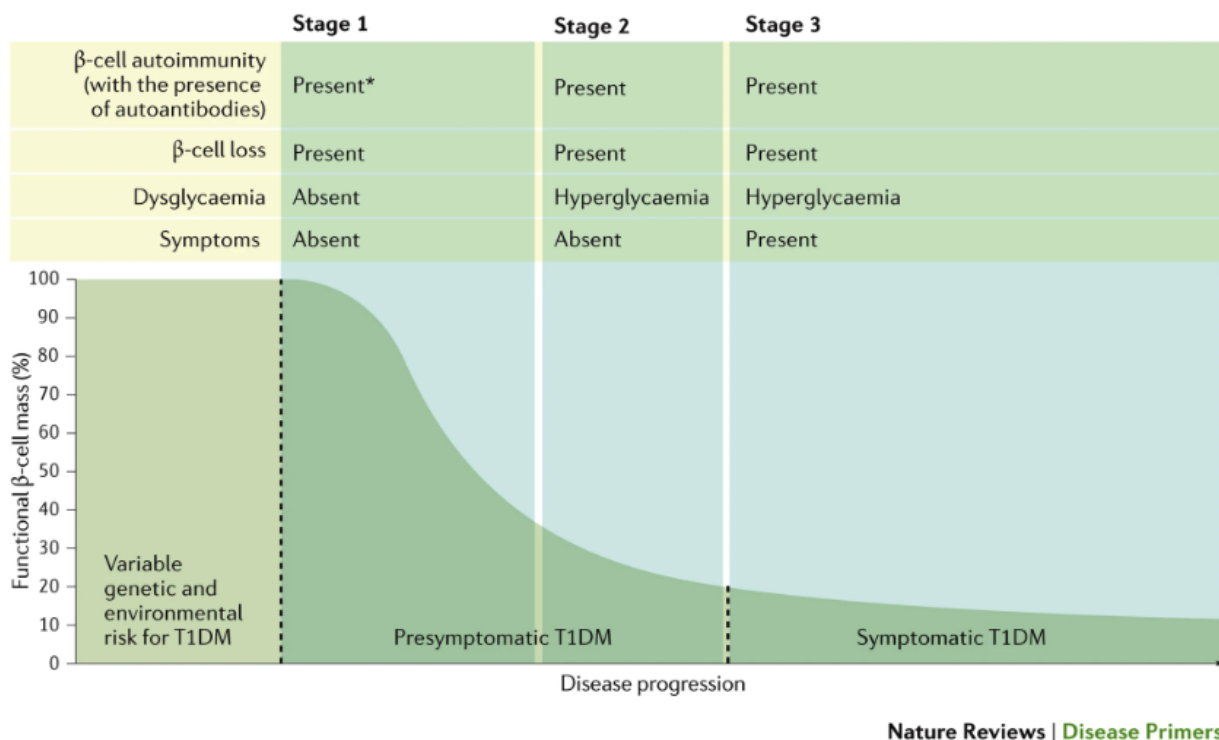 Stage 1
Stage 2
Stage 3
β-cell autoimmunity
(with the presence
of autoantibodies)
Present*
Present
Present
β-cell loss
Present
Present
Present
Dysglycaemia
Absent
Hyperglycaemia
Hyperglycaemia
Symptoms
Absent
Absent
Present
100
90
80
70
60
50
40
30
20
10
0
Functional β-cell mass (%)
Variable
genetic and
environmental
risk for T1DM
Presymptomatic T1DM
Symptomatic T1DM
Disease progression
Nature Reviews | Disease Primers